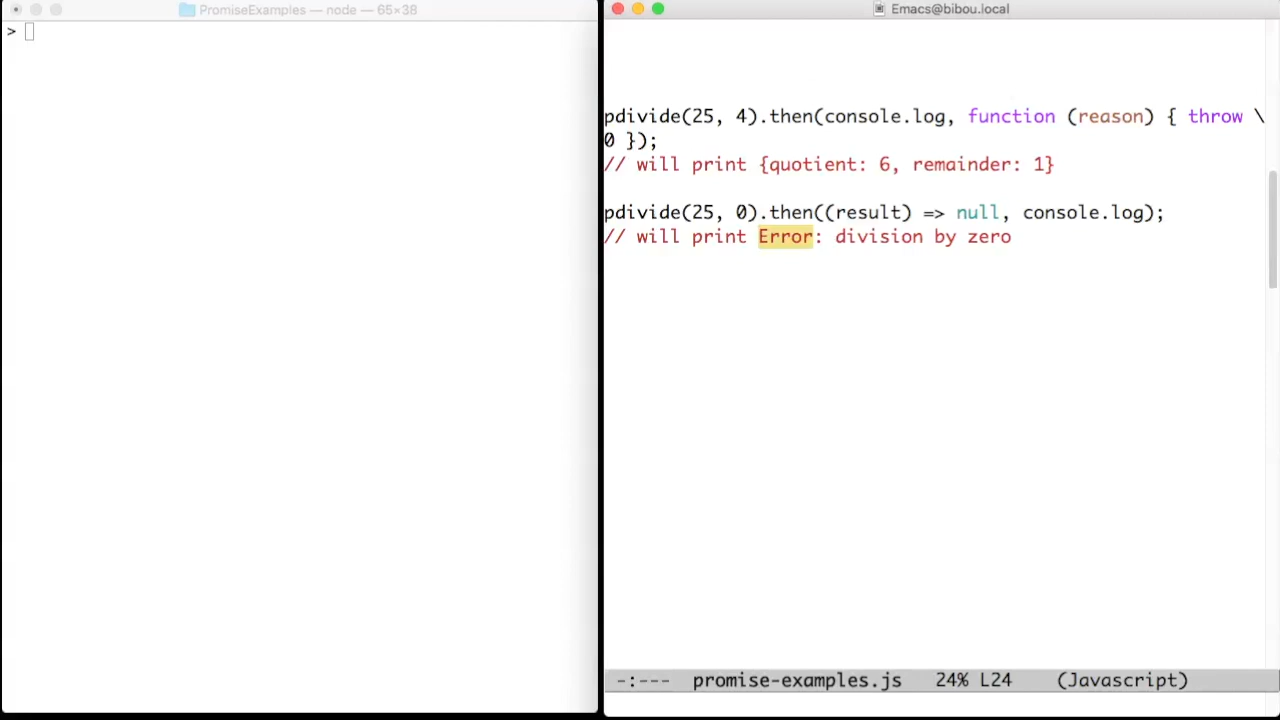 PromiseExamples — node — 65×38
>
Emacs@bibou.local
pdivide(25, 4).then(console.log, function (reason) { throw \
0 });
// will print {quotient: 6, remainder: 1}
pdivide(25, 0).then((result) => null, console.log);
// will print Error: division by zero
-:--- promise-examples.js 24% L24 (Javascript)